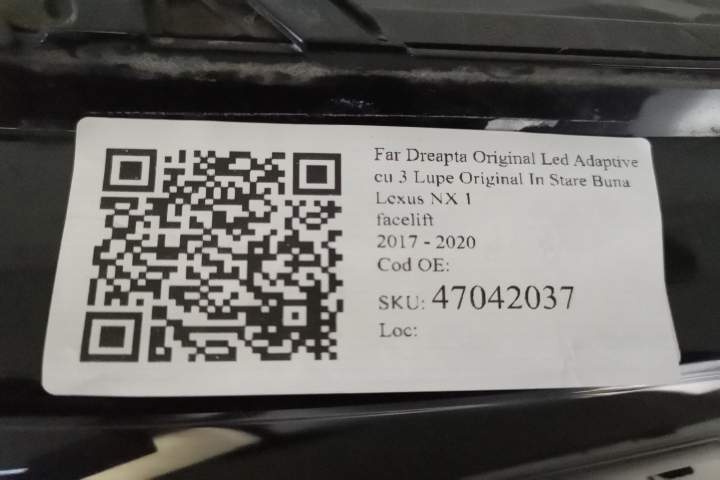 Far Dreapta Original Led Adaptive
cu 3 Lupe Original In Stare Buna
Lexus NX 1
facelift
2017 - 2020
Cod OE:
SKU: 47042037
Loc: